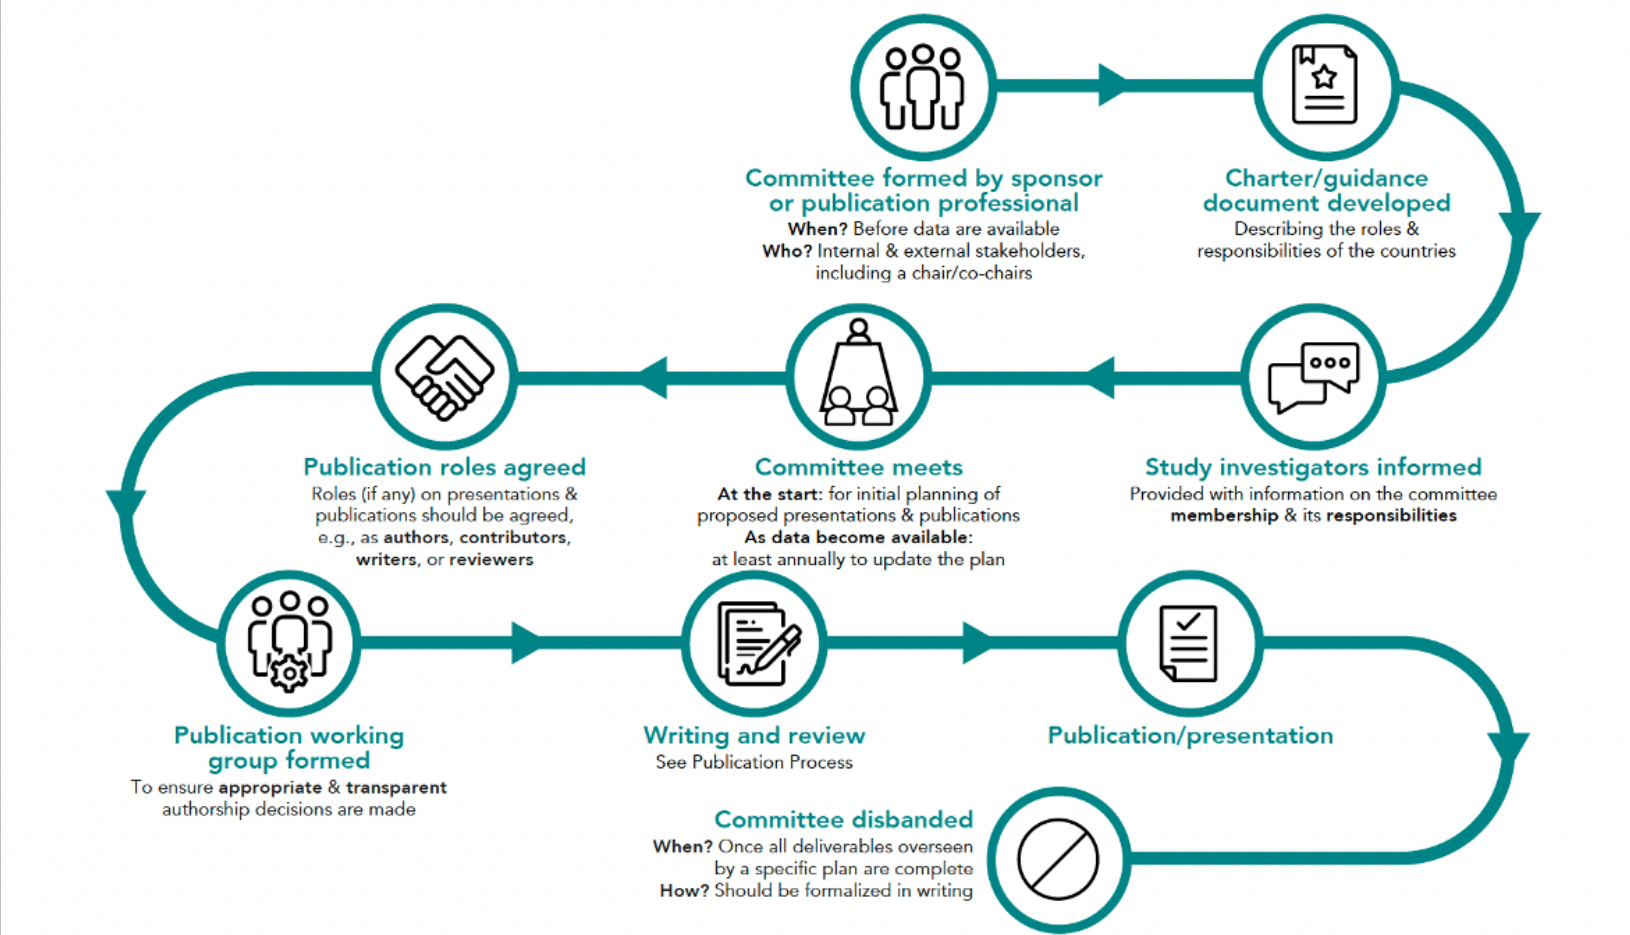 Committee formed by sponsor
or publication professional
When? Before data are available
Who? Internal & external stakeholders,
including a chair/co-chairs
Charter/guidance
document developed
Describing the roles &
responsibilities of the countries
Study investigators informed
Provided with information on the committee
membership & its responsibilities
Committee meets
At the start: for initial planning of
proposed presentations & publications
As data become available:
at least annually to update the plan
Publication roles agreed
Roles (if any) on presentations &
publications should be agreed,
e.g., as authors, contributors,
writers, or reviewers
Publication working
group formed
To ensure appropriate & transparent
authorship decisions are made
Writing and review
See Publication Process
Publication/presentation
Committee disbanded
When? Once all deliverables overseen
by a specific plan are complete
How? Should be formalized in writing